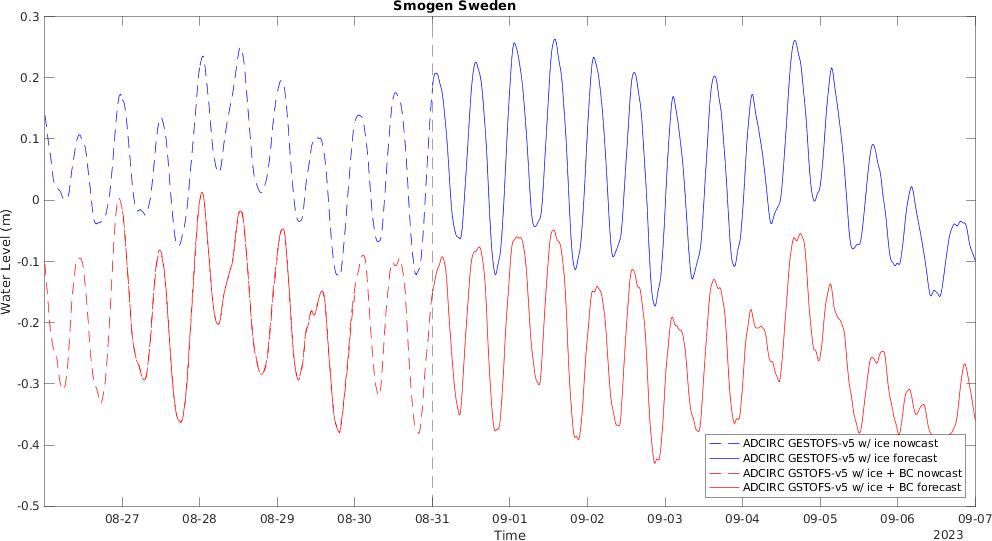 Smogen Sweden
0.3
0.2
0.1
0
-0.1
-0.2
-0.3
-0.4
-0.5
Water Level (m)
08-27 08-28 08-29 08-30 08-31 09-01 09-02 09-03 09-04 09-05 09-06 09-07
Time
2023
ADCIRC GESTOFS-v5 w/ ice nowcast
ADCIRC GESTOFS-v5 w/ ice forecast
ADCIRC GSTOFS-v5 w/ ice + BC nowcast
ADCIRC GSTOFS-v5 w/ ice + BC forecast